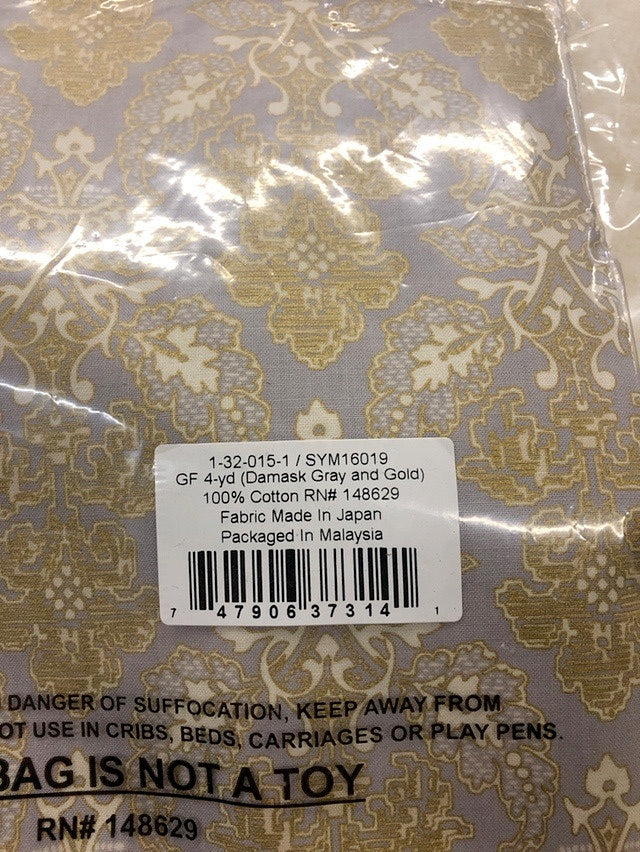 1-32-015-1 / SYM16019
GF 4-yd (Damask Gray and Gold)
100% Cotton RN# 148629
Fabric Made In Japan
Packaged In Malaysia
7 47906 37314 1
DANGER OF SUFFOCATION, KEEP AWAY FROM
OT USE IN CRIBS, BEDS, CARRIAGES OR PLAY PENS.
BAG IS NOT A TOY
RN# 148629